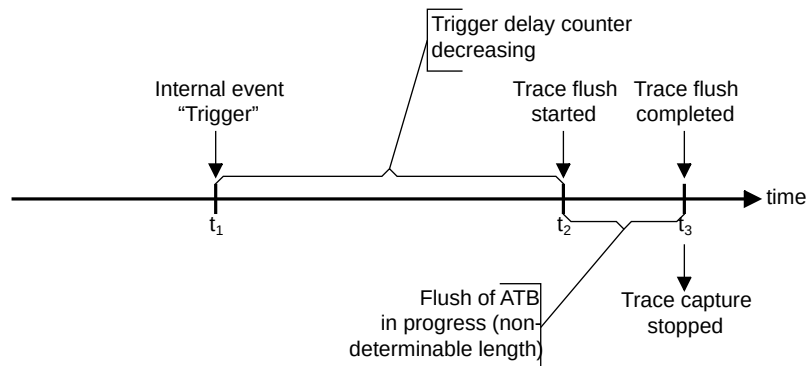 Trigger delay counter
decreasing
Internal event
“Trigger”
Trace flush
started
Trace flush
completed
time
t₁
t₂
t₃
Flush of ATB
in progress (non-
determinable length)
Trace capture
stopped